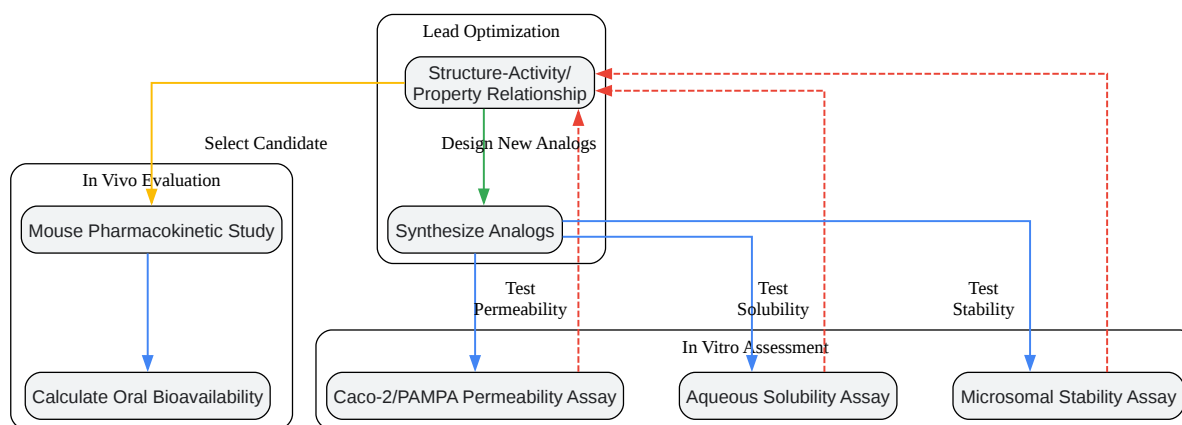 Lead Optimization
Structure-Activity/
Property Relationship
Select Candidate
Design New Analogs
In Vivo Evaluation
Mouse Pharmacokinetic Study
Synthesize Analogs
Test
Permeability
Test
Solubility
Test
Stability
In Vitro Assessment
Calculate Oral Bioavailability
Caco-2/PAMPA Permeability Assay
Aqueous Solubility Assay
Microsomal Stability Assay